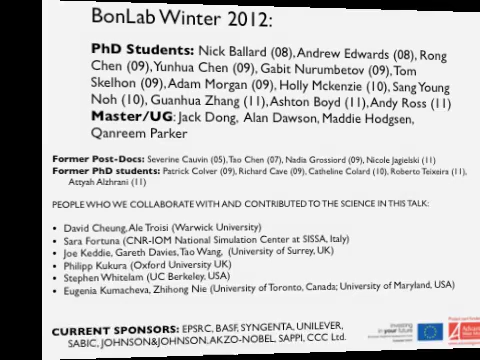 BonLab Winter 2012:
PhD Students: Nick Ballard (08), Andrew Edwards (08), Rong
Chen (09), Yunhua Chen (09), Gabit Nurumbetov (09), Tom
Skelhon (09), Adam Morgan (09), Holly Mckenzie (10), Sang Young
Noh (10), Guanhua Zhang (11), Ashton Boyd (11), Andy Ross (11)
Master/UG: Jack Dong, Alan Dawson, Maddie Hodgsen,
Qanreem Parker
Former Post-Docs: Severine Cauvin (05), Tao Chen (07), Nadia Grossiord (09), Nicole Jagielski (11)
Former PhD students: Patrick Colver (09), Richard Cave (09), Catheline Colard (10), Roberto Teixeira (11),
Attyah Alzhrani (11)
PEOPLE WHO WE COLLABORATE WITH AND CONTRIBUTED TO THE SCIENCE IN THIS TALK:
• David Cheung, Ale Troisi (Warwick University)
• Sara Fortuna (CNR-IOM National Simulation Center at SISSA, Italy)
• Joe Keddie, Gareth Davies, Tao Wang, (University of Surrey, UK)
• Philipp Kukura (Oxford University UK)
• Stephen Whitelam (UC Berkeley, USA)
• Eugenia Kumacheva, Zhihong Nie (University of Toronto, Canada; University of Maryland, USA)
CURRENT SPONSORS: EPSRC, BASF, SYNGENTA, UNILEVER,
SABIC, JOHNSON&JOHNSON, AKZO-NOBEL, SAPPI, CCC Ltd.
investing
in your future